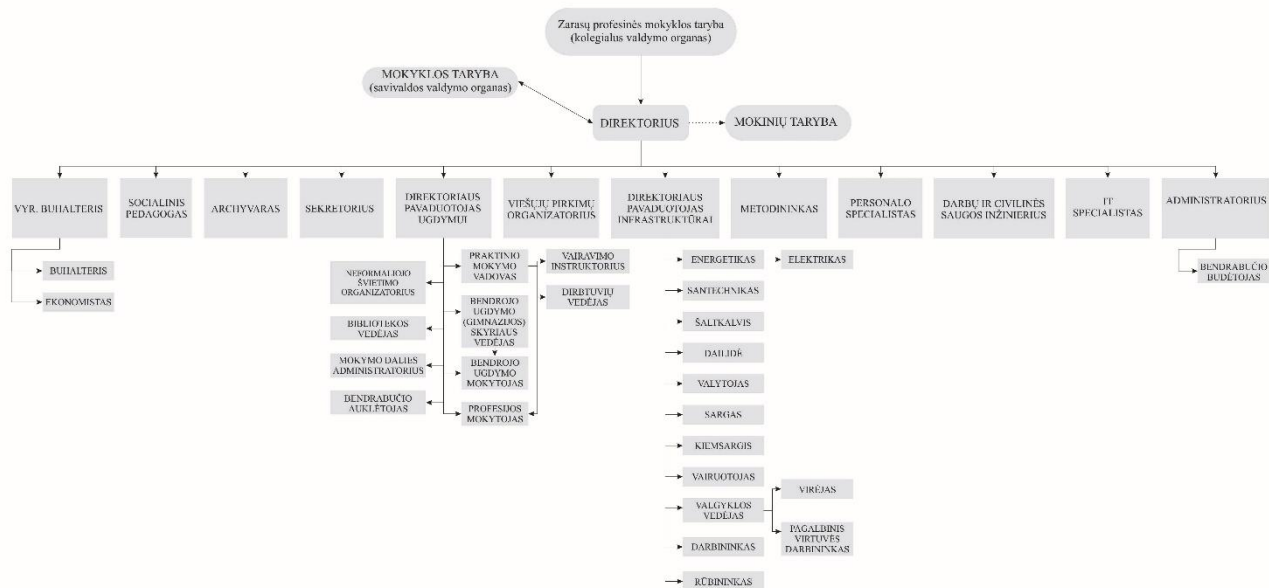 Zarasų profesinės mokyklos taryba
(kolegialus valdymo organas)
MOKYKLOS TARYBA
(savivaldos valdymo organas)
DIREKTORIUS
MOKINIŲ TARYBA
VYR. BUHALTERIS
SOCIALINIS
PEDAGOGAS
ARCHYVARAS
SEKRETORIUS
DIREKTORIAUS
PAVADUOTOJAS
UGDYMUI
VIEŠŲJŲ PIRKIMŲ
ORGANIZATORIUS
DIREKTORIAUS
PAVADUOTOJAS
INFRASTRUKTŪRAI
METODININKAS
PERSONALO
SPECIALISTAS
DARBŲ IR CIVILINĖS
SAUGOS INŽINIERIUS
IT
SPECIALISTAS
ADMINISTRATORIUS
BUHALTERIS
EKONOMISTAS
NEFORMALIOJO
ŠVIETIMO
ORGANIZATORIUS
BIBLIOTEKOS
VEDĖJAS
MOKYMO DALIES
ADMINISTRATORIUS
BENDRABUČIO
AUKLĖTOJAS
PRAKTINIO
MOKYMO
VADOVAS
BENDROJO
UGDYMO
(GIMNAZIJOS)
SKYRIAUS
VEDĖJAS
BENDROJO
UGDYMO
MOKYTOJAS
PROFESIJOS
MOKYTOJAS
VAIRAVIMO
INSTRUKTORIUS
DIRBTUVIŲ
VEDĖJAS
ENERGETIKAS
ELEKTRIKAS
SANTECHNIKAS
ŠALTKALVIS
DAILIDĖ
VALYTOJAS
SARGAS
KIEMSARGIS
VAIRUOTOJAS
VALGYKLOS
VEDĖJAS
VIRĖJAS
PAGALBINIS
VIRTUVĖS
DARBININKAS
DARBININKAS
RŪBININKAS
BENDRABUČIO
BUDĖTOJAS